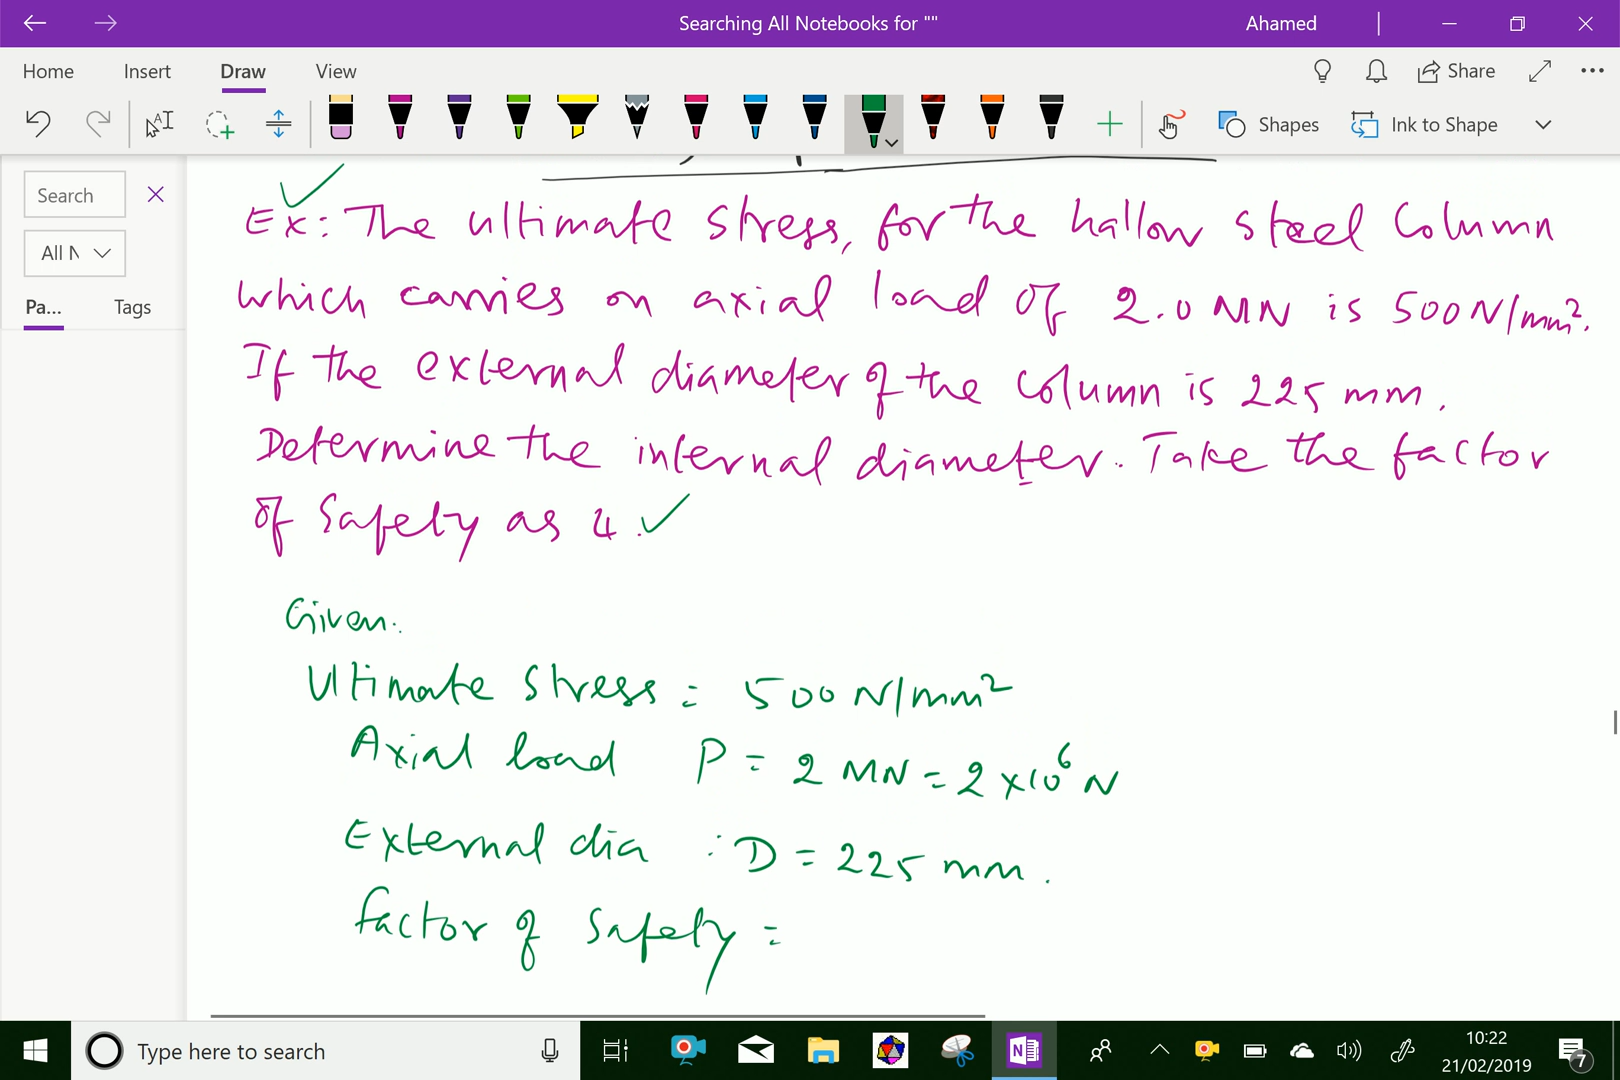 Searching All Notebooks for ""
Ahamed
Home Insert Draw View
Share
Shapes
Ink to Shape
Search
All N
Pa... Tags
Ex: The ultimate stress, for the hallow steel Column
which carries on axial load of 2.0 MN is 500 N/mm².
If the external diameter of the column is 225 mm.
Determine the internal diameter. Take the factor
of Safety as 4.
Given:
Ultimate stress = 500 N/mm²
Axial load P = 2 MN = 2 × 10⁶ N
External dia : D = 225 mm.
factor of Safety =
Type here to search
10:22
21/02/2019
7